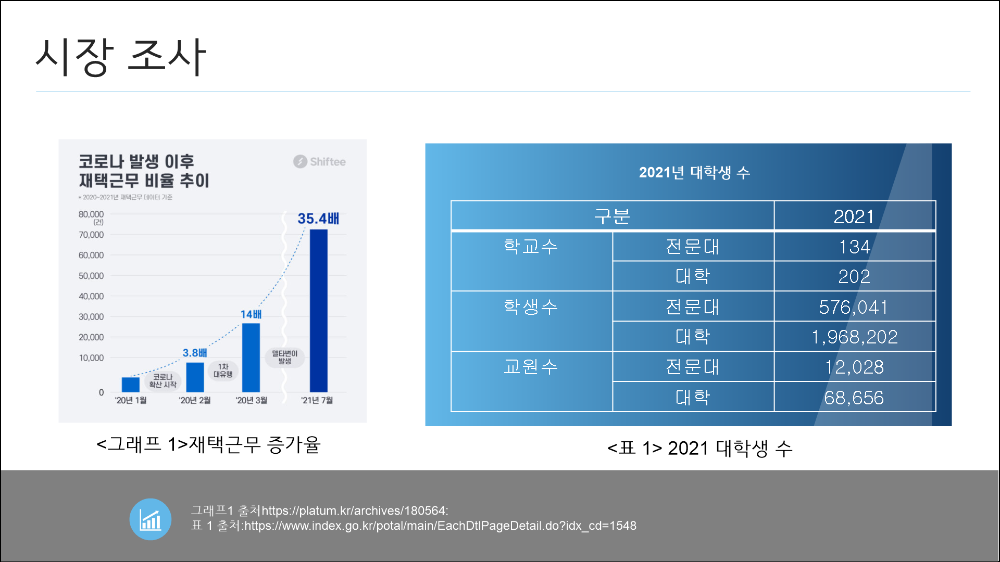 시장 조사
코로나 발생 이후
재택근무 비율 추이
* 2020~2021년 재택근무 데이터 기준
Shiftee
80,000
(건)
70,000
60,000
50,000
40,000
30,000
20,000
10,000
0
3.8배
14배
35.4배
코로나
확산 시작
1차
대유행
델타변이
발생
'20년 1월 '20년 2월 '20년 3월 '21년 7월
<그래프 1>재택근무 증가율
2021년 대학생 수
구분 2021
학교수 전문대 134
대학 202
학생수 전문대 576,041
대학 1,968,202
교원수 전문대 12,028
대학 68,656
<표 1> 2021 대학생 수
그래프1 출처https://platum.kr/archives/180564:
표 1 출처:https://www.index.go.kr/potal/main/EachDtlPageDetail.do?idx_cd=1548